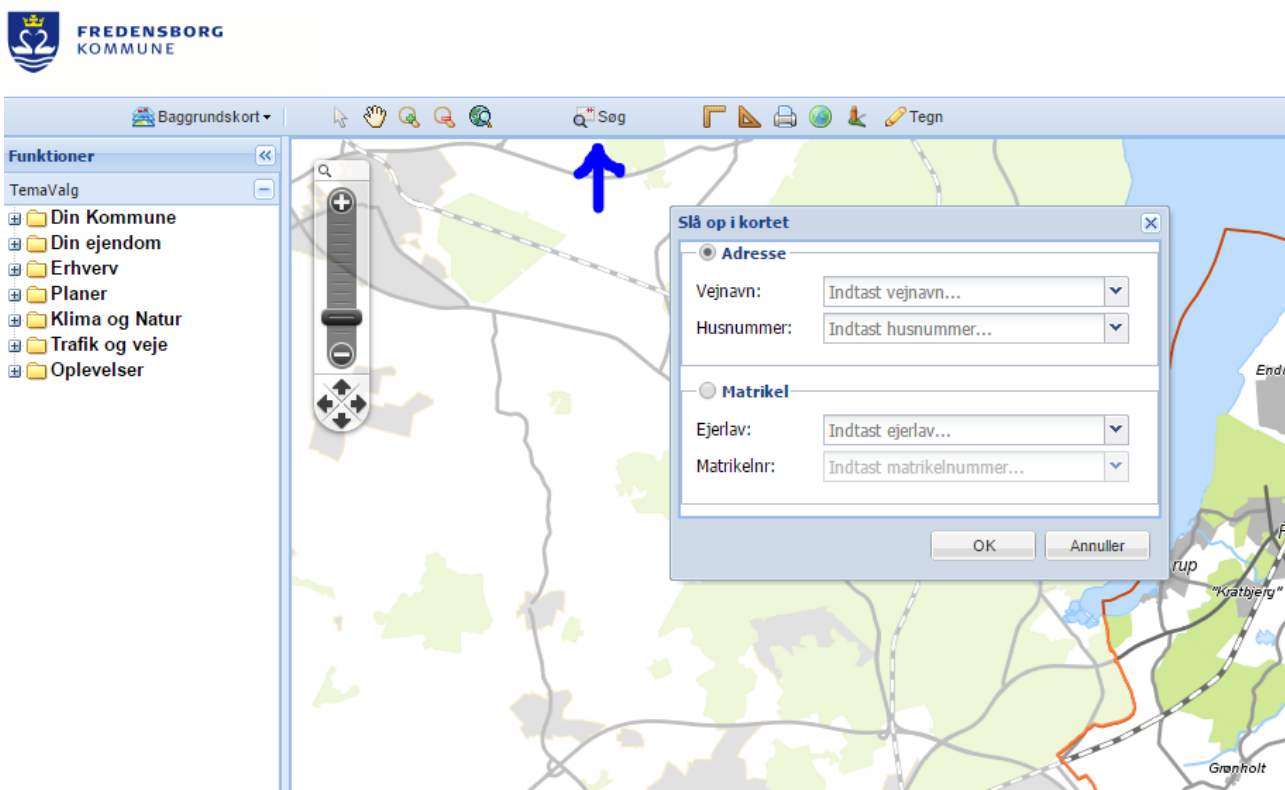 FREDENSBORG
KOMMUNE
Baggrundskort
Søg
Tegn
Funktioner
TemaValg
Din Kommune
Din ejendom
Erhverv
Planer
Klima og Natur
Trafik og veje
Oplevelser
Slå op i kortet
Adresse
Vejnavn: Indtast vejnavn...
Husnummer: Indtast husnummer...
Matrikel
Ejerlav: Indtast ejerlav...
Matrikelnr: Indtast matrikelnummer...
OK Annuller
rup
"Kratbjerg"
Grønholt